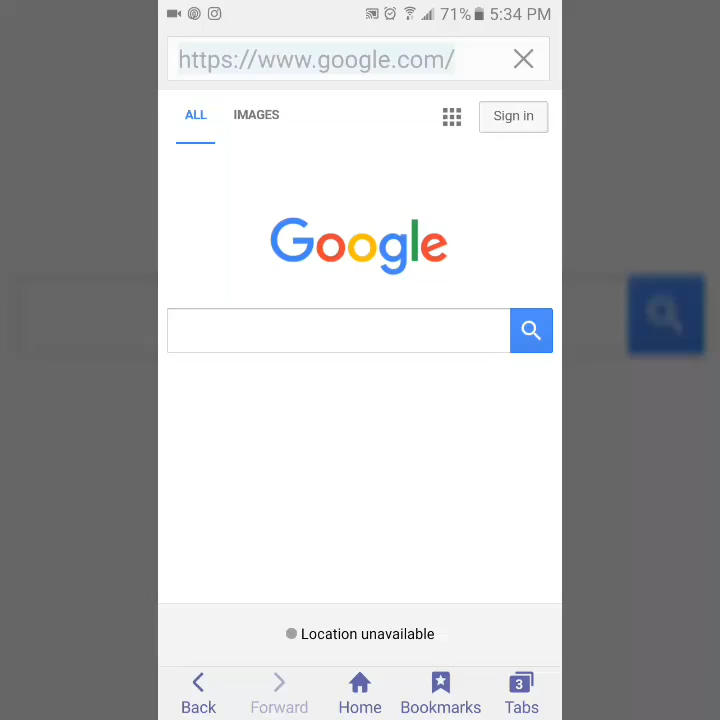 71% 5:34 PM
https://www.google.com/
ALL IMAGES Sign in
Google
Location unavailable
3
Back Forward Home Bookmarks Tabs